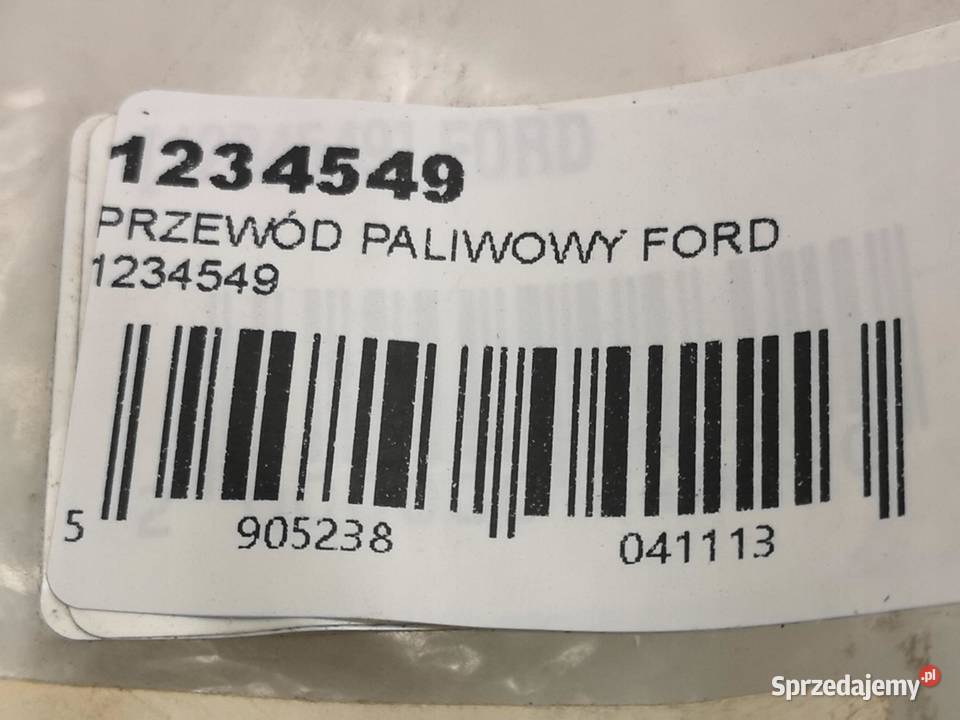 1234549
PRZEWÓD PALIWOWY FORD
1234549
5 905238 041113
Sprzedajemy.pl